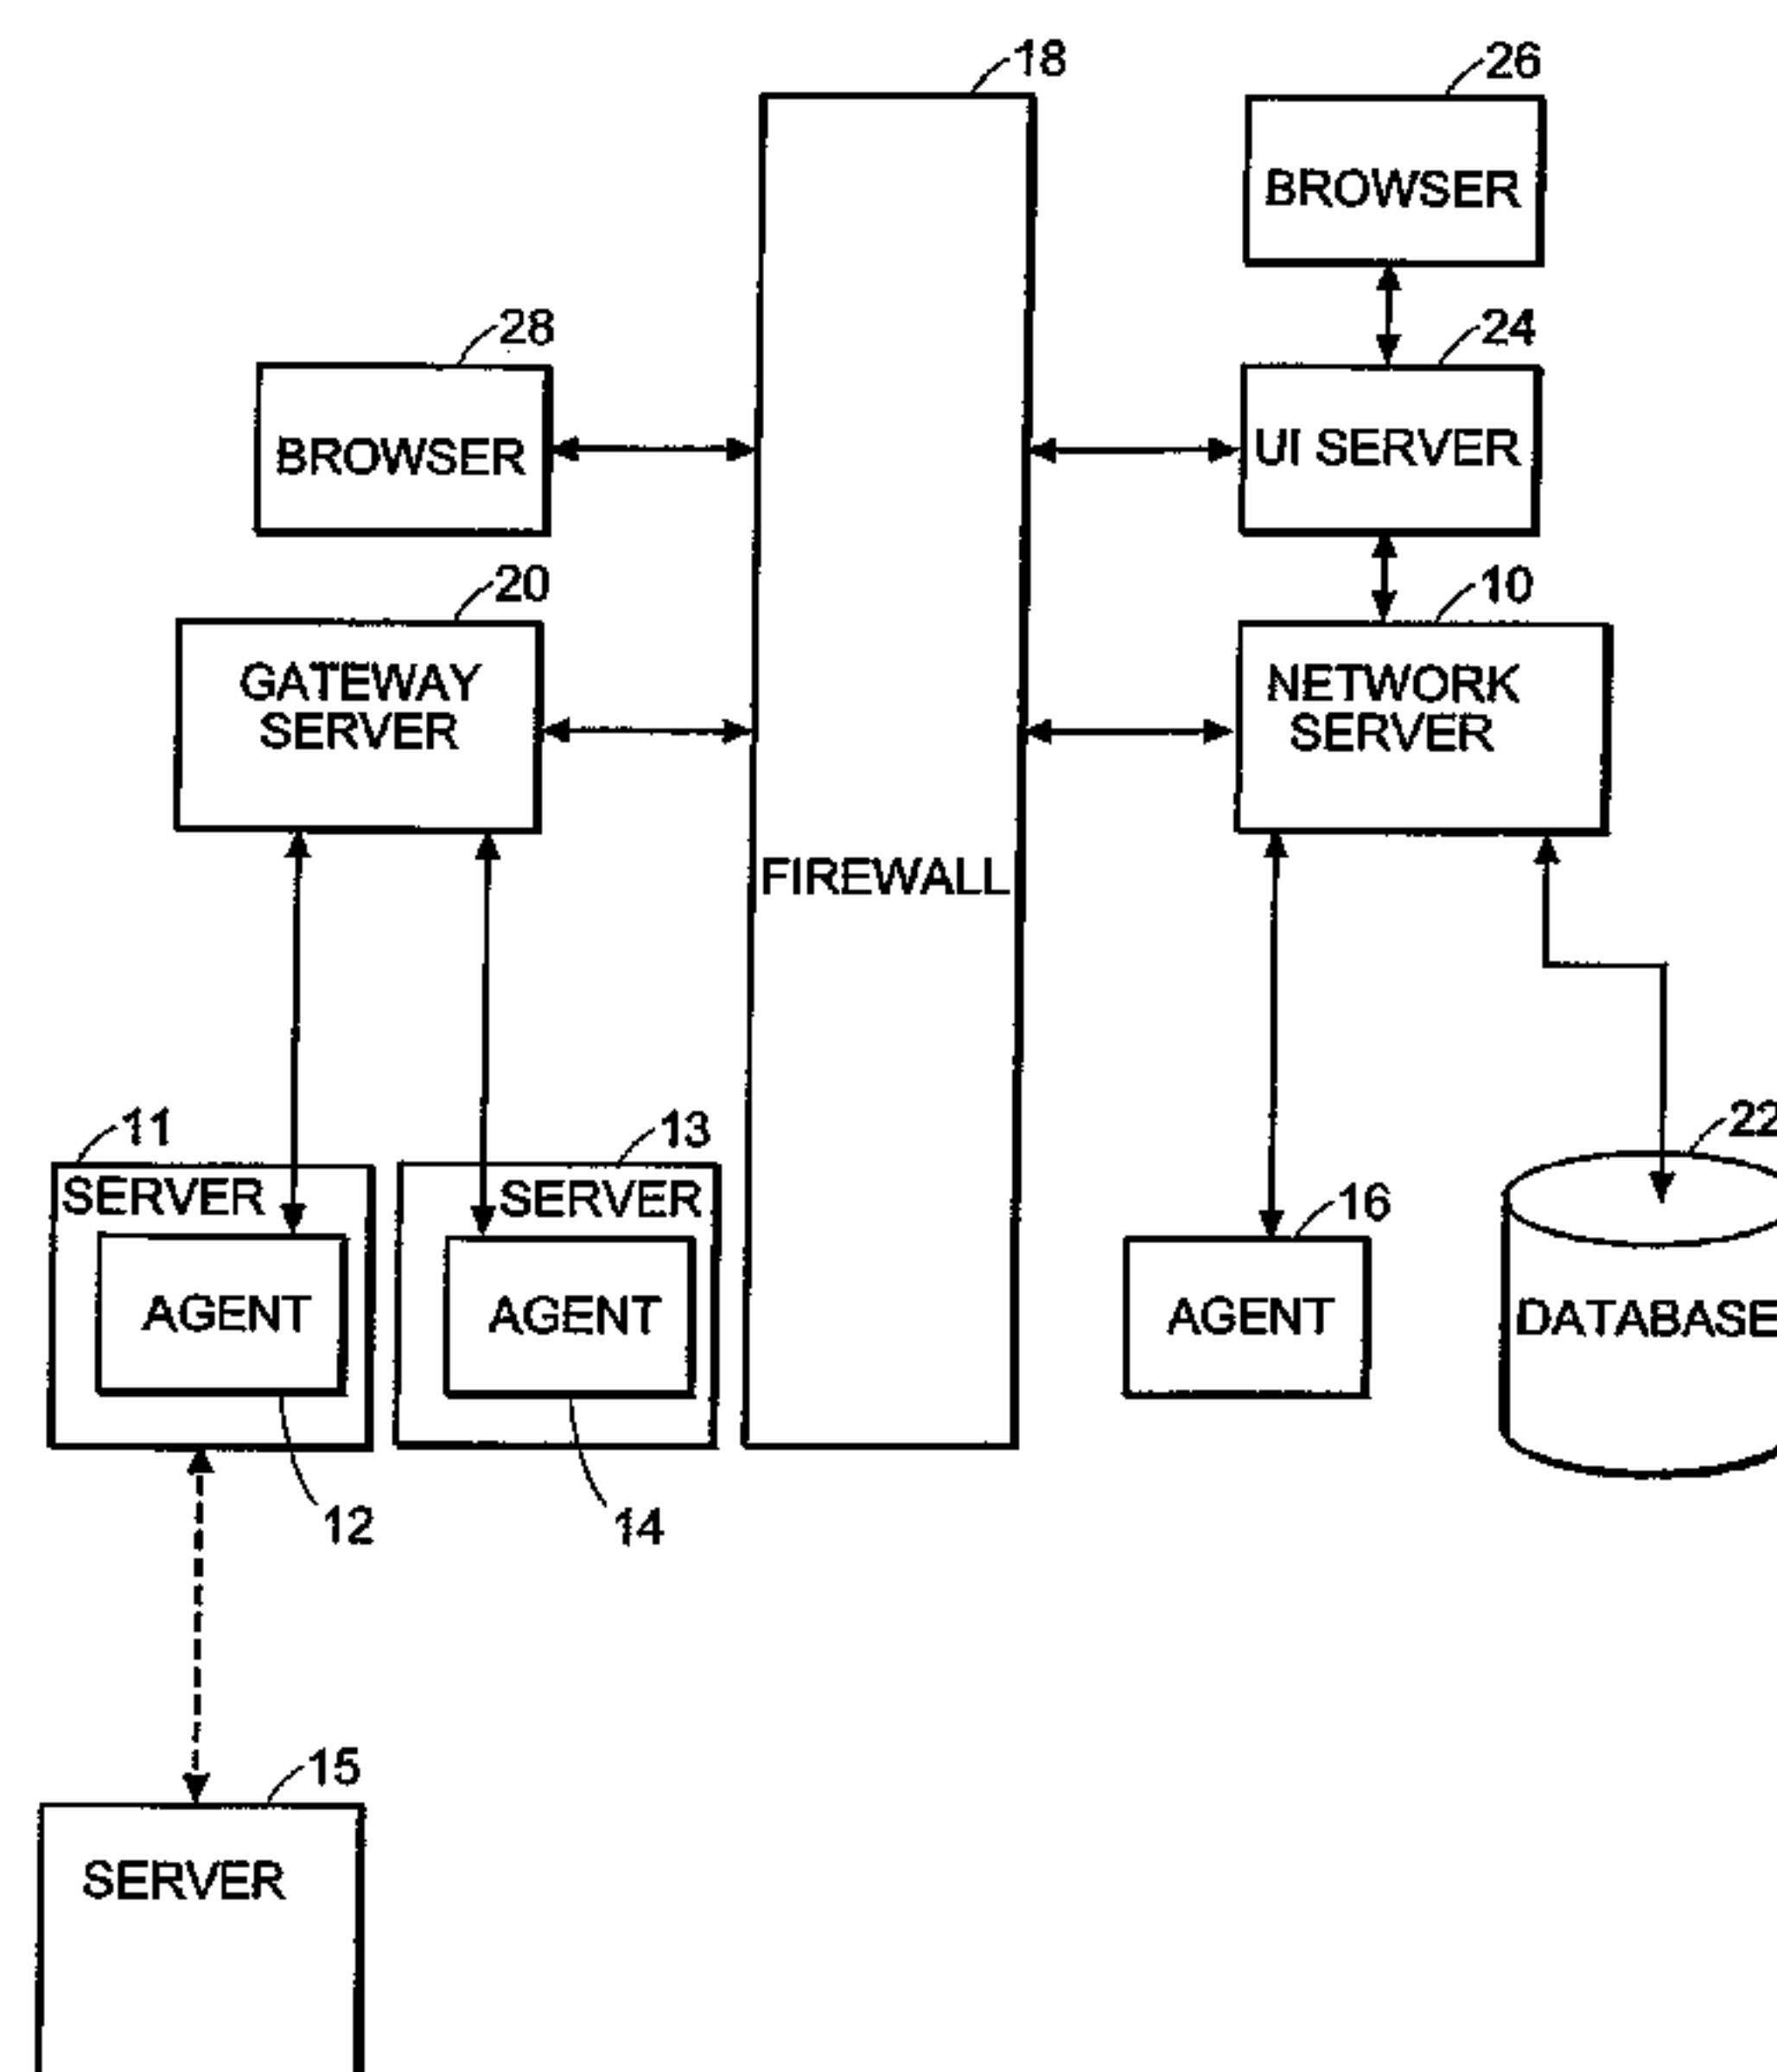 18
26
BROWSER
28
24
BROWSER
UI SERVER
20
10
GATEWAY
SERVER
NETWORK
SERVER
FIREWALL
11
13
22
SERVER
SERVER
16
AGENT
AGENT
AGENT
DATABASE
12
14
15
SERVER